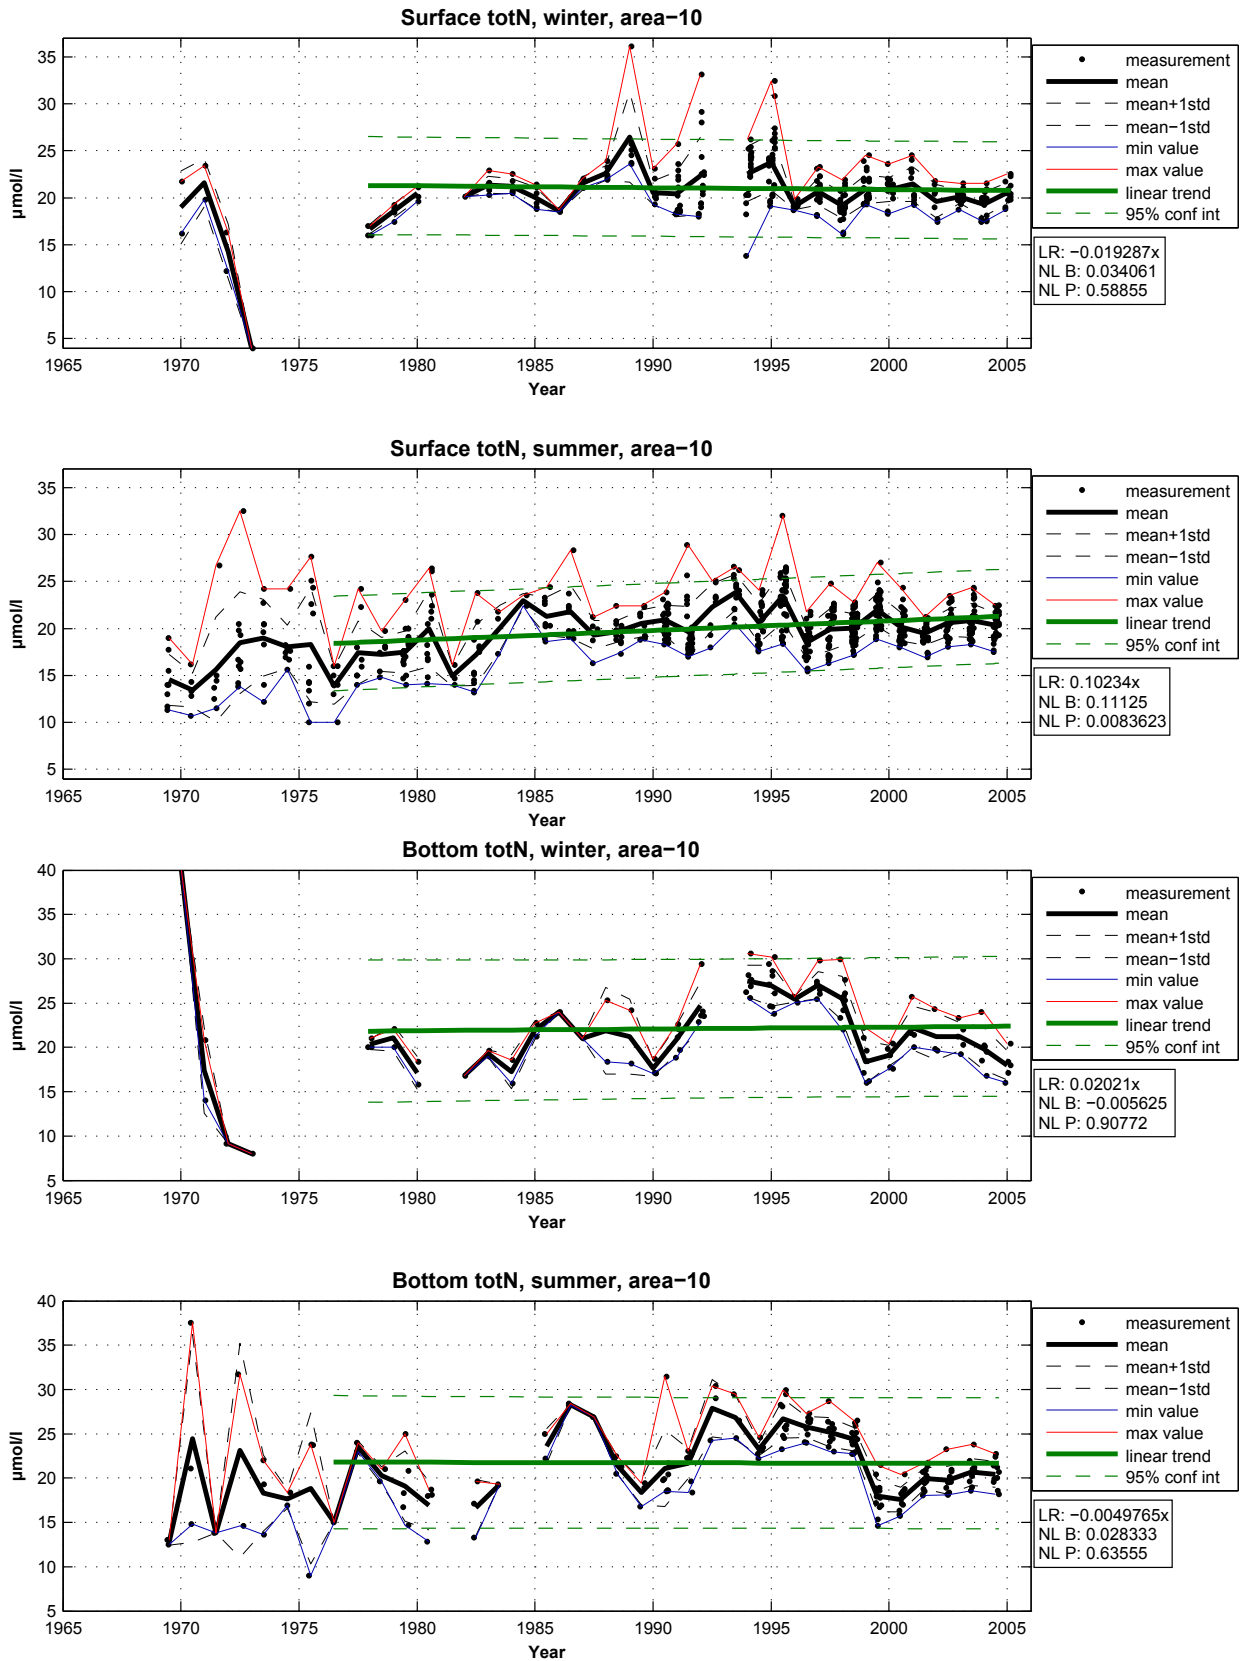 Surface totN, winter, area−10
35
30
25
20
15
10
5
µmol/l
1965 1970 1975 1980 1985 1990 1995 2000 2005
Year
measurement
mean
mean+1std
mean−1std
min value
max value
linear trend
95% conf int
LR: −0.019287x
NL B: 0.034061
NL P: 0.58855
Surface totN, summer, area−10
35
30
25
20
15
10
5
µmol/l
1965 1970 1975 1980 1985 1990 1995 2000 2005
Year
measurement
mean
mean+1std
mean−1std
min value
max value
linear trend
95% conf int
LR: 0.10234x
NL B: 0.11125
NL P: 0.0083623
Bottom totN, winter, area−10
40
35
30
25
20
15
10
5
µmol/l
1965 1970 1975 1980 1985 1990 1995 2000 2005
Year
measurement
mean
mean+1std
mean−1std
min value
max value
linear trend
95% conf int
LR: 0.02021x
NL B: −0.005625
NL P: 0.90772
Bottom totN, summer, area−10
40
35
30
25
20
15
10
5
µmol/l
1965 1970 1975 1980 1985 1990 1995 2000 2005
Year
measurement
mean
mean+1std
mean−1std
min value
max value
linear trend
95% conf int
LR: −0.0049765x
NL B: 0.028333
NL P: 0.63555